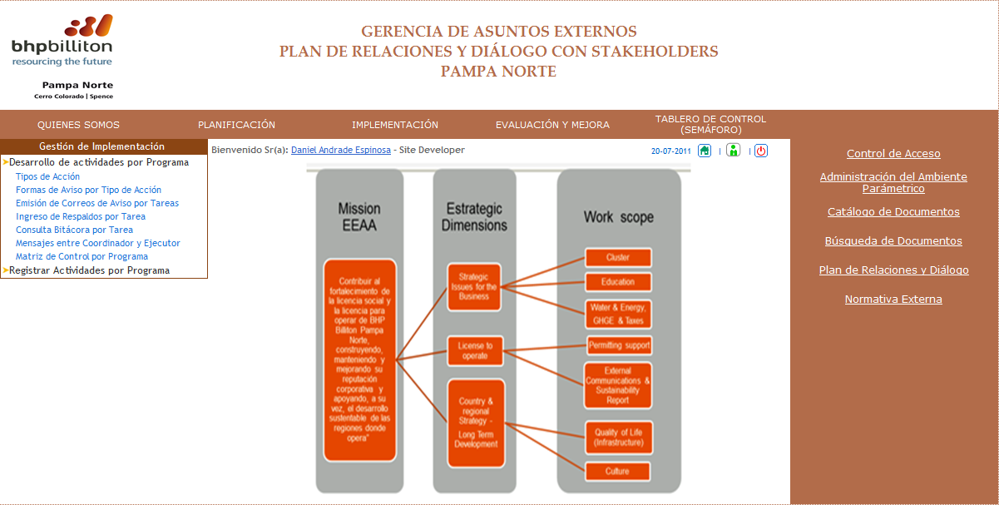 bhpbilliton
resourcing the future
Pampa Norte
Cerro Colorado | Spence
GERENCIA DE ASUNTOS EXTERNOS
PLAN DE RELACIONES Y DIÁLOGO CON STAKEHOLDERS
PAMPA NORTE
QUIENES SOMOS
PLANIFICACIÓN
IMPLEMENTACIÓN
EVALUACIÓN Y MEJORA
TABLERO DE CONTROL
(SEMÁFORO)
Gestión de Implementación
Desarrollo de actividades por Programa
Tipos de Acción
Formas de Aviso por Tipo de Acción
Emisión de Correos de Aviso por Tareas
Ingreso de Respaldos por Tarea
Consulta Bitácora por Tarea
Mensajes entre Coordinador y Ejecutor
Matriz de Control por Programa
Registrar Actividades por Programa
Bienvenido Sr(a): Daniel Andrade Espinosa - Site Developer
20-07-2011 | |
Mission
EEAA
Contribuir al
fortalecimiento de
la licencia social y
la licencia para
operar de BHP
Billiton Pampa
Norte,
construyendo,
manteniendo y
mejorando su
reputación
corporativa y
apoyando, a su
vez, el desarrollo
sustentable de las
regiones donde
opera"
Estrategic
Dimensions
Strategic
Issues for the
Business
License to
operate
Country &
regional
Strategy -
Long Term
Development
Work scope
Cluster
Education
Water & Energy,
GHGE & Taxes
Permitting support
External
Communications &
Sustainability
Report
Quality of Life
(Infrastructure)
Culture
Control de Acceso
Administración del Ambiente
Parámetrico
Catálogo de Documentos
Búsqueda de Documentos
Plan de Relaciones y Diálogo
Normativa Externa